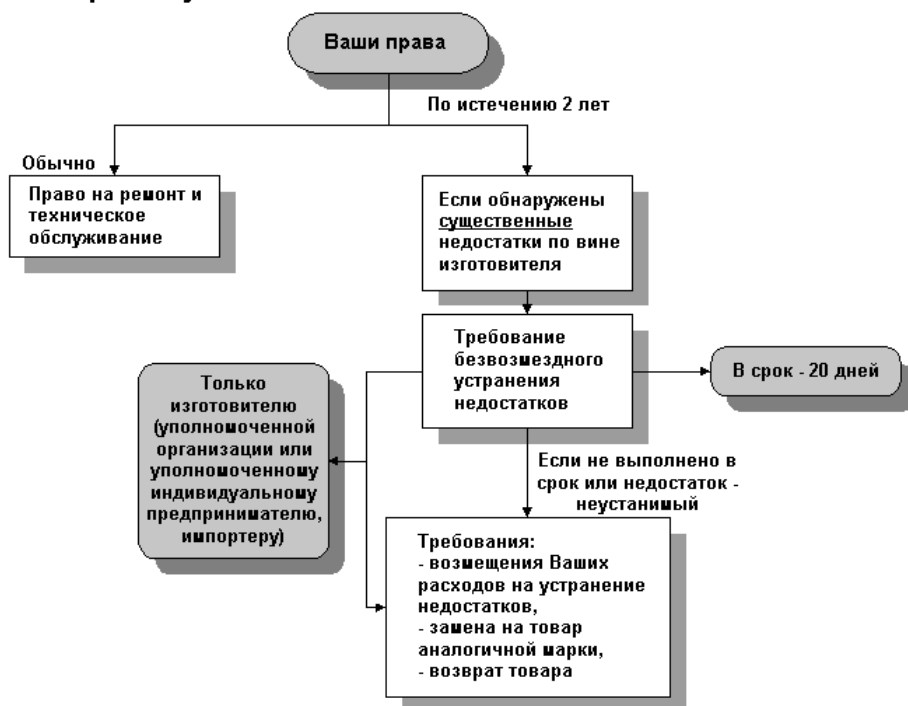 Ваши права
По истечению 2 лет
Обычно
Право на ремонт и
техническое
обслуживание
Если обнаружены
существенные
недостатки по вине
изготовителя
Требование
безвозмездного
устранения
недостатков
В срок - 20 дней
Только
изготовителю
(уполномоченной
организации или
уполномоченному
индивидуальному
предпринимателю,
импортеру)
Если не выполнено в
срок или недостаток -
неустанимый
Требования:
- возмещения Ваших
расходов на устранение
недостатков,
- замена на товар
аналогичной марки,
- возврат товара